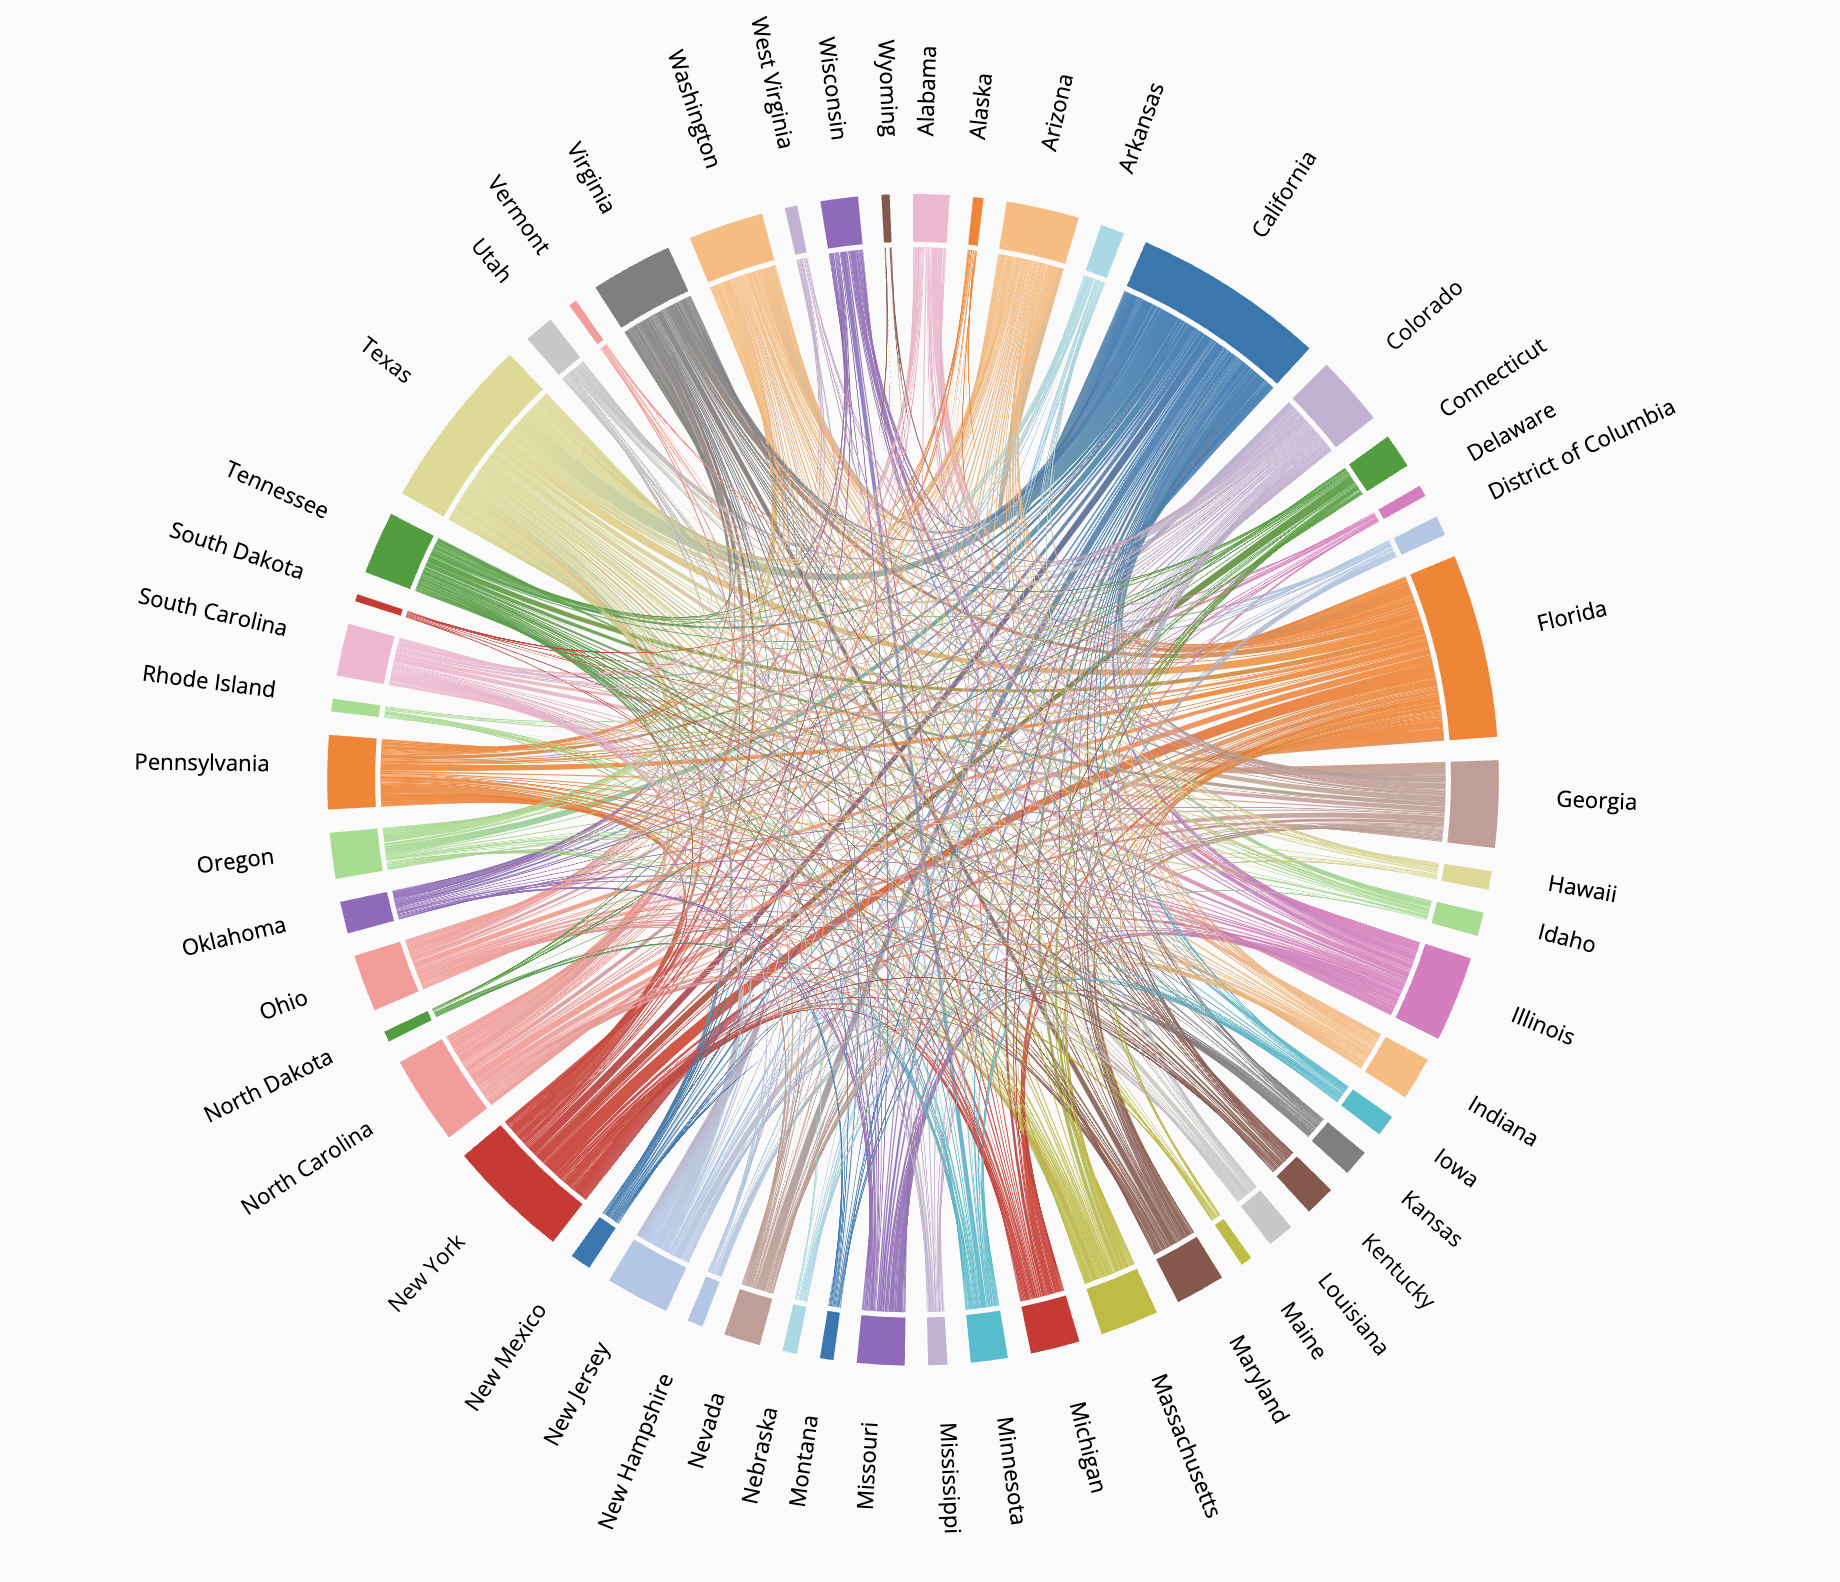 Alabama
Alaska
Arizona
Arkansas
California
Colorado
Connecticut
Delaware
District of Columbia
Florida
Georgia
Hawaii
Idaho
Illinois
Indiana
Iowa
Kansas
Kentucky
Louisiana
Maine
Maryland
Massachusetts
Michigan
Minnesota
Mississippi
Missouri
Montana
Nebraska
Nevada
New Hampshire
New Jersey
New Mexico
New York
North Carolina
North Dakota
Ohio
Oklahoma
Oregon
Pennsylvania
Rhode Island
South Carolina
South Dakota
Tennessee
Texas
Utah
Vermont
Virginia
Washington
West Virginia
Wisconsin
Wyoming